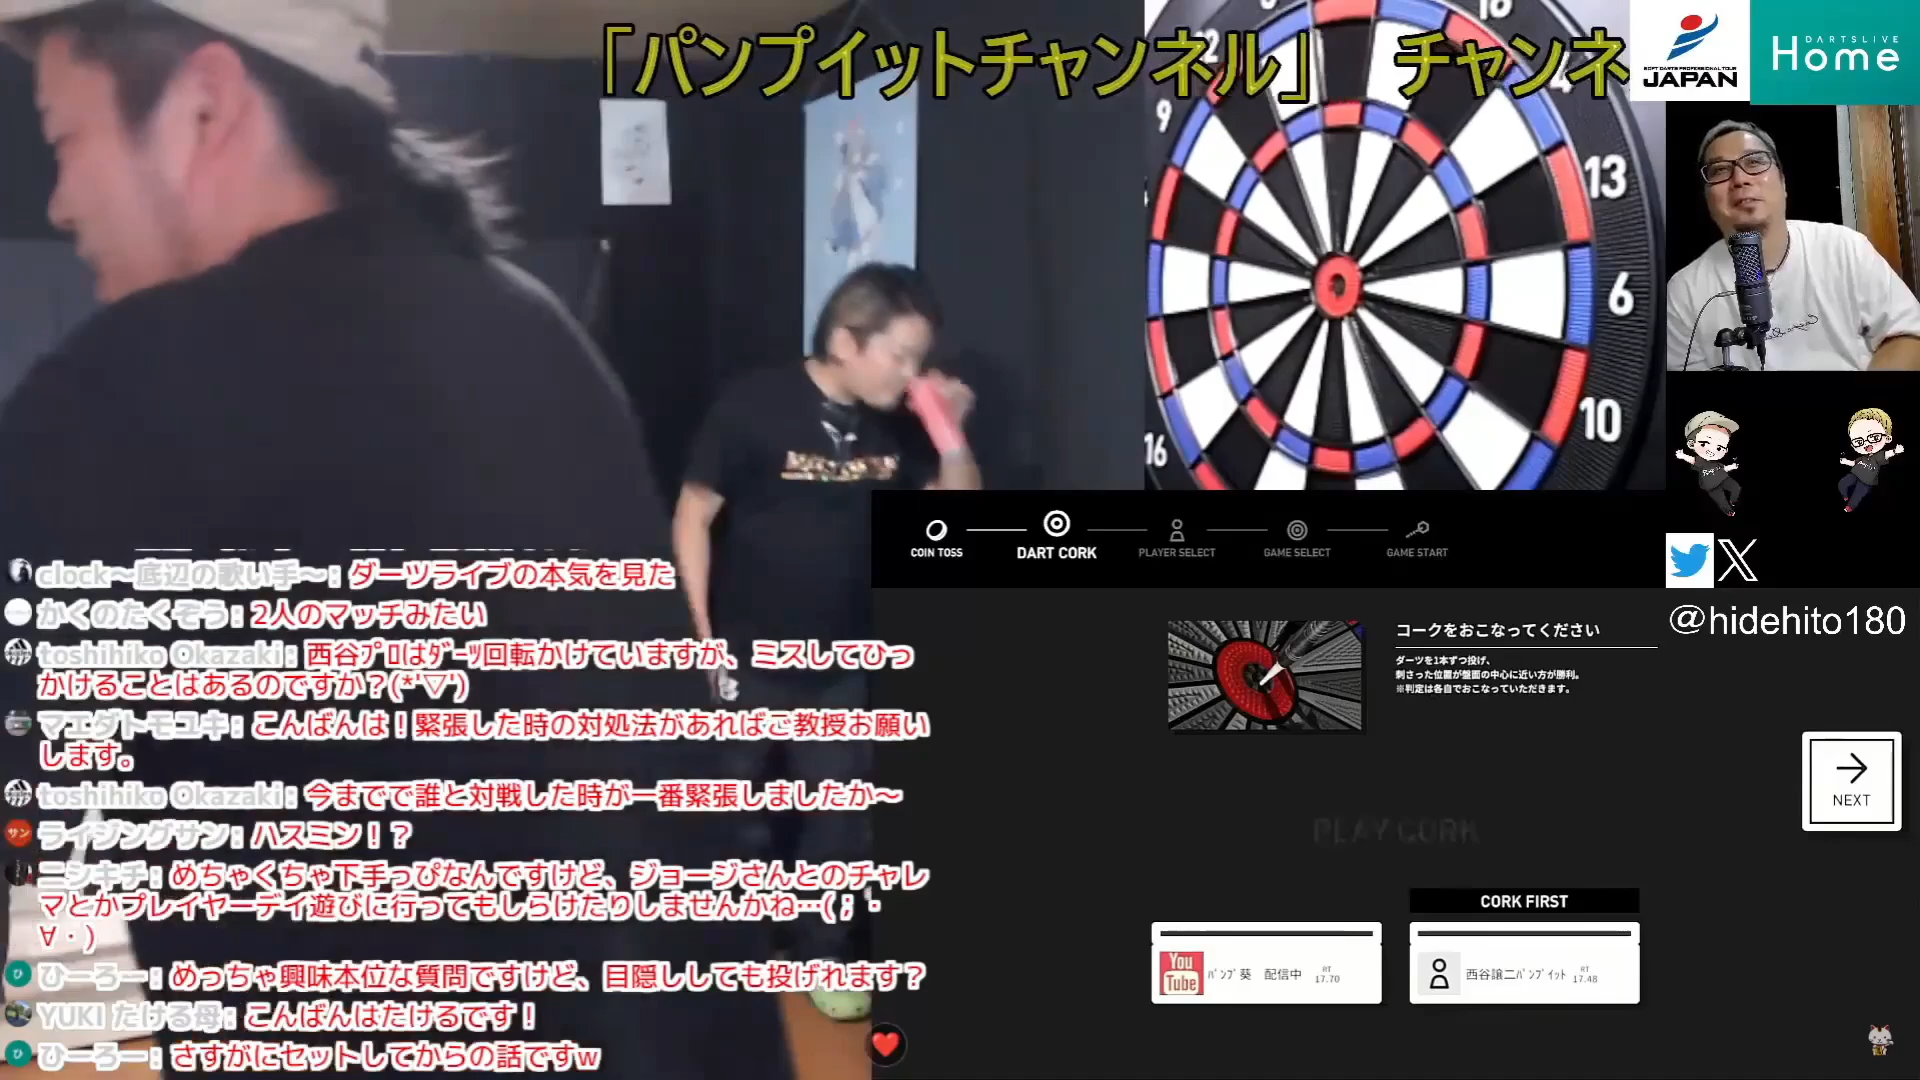 「パンプイットチャンネル」　チャンネ
SOFT DARTS PROFESSIONAL TOUR
JAPAN
DARTSLIVE
Home
12
16
4
9
13
6
10
16
COIN TOSS
DART CORK
PLAYER SELECT
GAME SELECT
GAME START
@hidehito180
コークをおこなってください
ダーツを1本ずつ投げ、
刺さった位置が盤面の中心に近い方が勝利。
※判定は各自でおこなっていただきます。
NEXT
PLAY CORK
CORK FIRST
You Tube
ﾊﾟﾝﾌﾟ葵　配信中
RT
17.70
西谷譲二ﾊﾟﾝﾌﾟｲｯﾄ
RT
17.48
clock～底辺の歌い手～: ダーツライブの本気を見た
かくのたくぞう: 2人のマッチみたい
toshihiko Okazaki: 西谷ﾌﾟﾛはﾀﾞｰﾂ回転かけていますが、ミスしてひっ
かけることはあるのですか？(*'▽')
マエダトモユキ: こんばんは！緊張した時の対処法があればご教授お願い
します。
toshihiko Okazaki: 今までで誰と対戦した時が一番緊張しましたか～
サン
ライジングサン: ハスミン！？
ニシキチ: めちゃくちゃ下手っぴなんですけど、ジョージさんとのチャレ
マとかプレイヤーデイ遊びに行ってもしらけたりしませんかね…(；・
∀・)
ひ
ひーろー: めっちゃ興味本位な質問ですけど、目隠ししても投げれます？
YUKI たける母: こんばんはたけるです！
ひ
ひーろー: さすがにセットしてからの話ですw